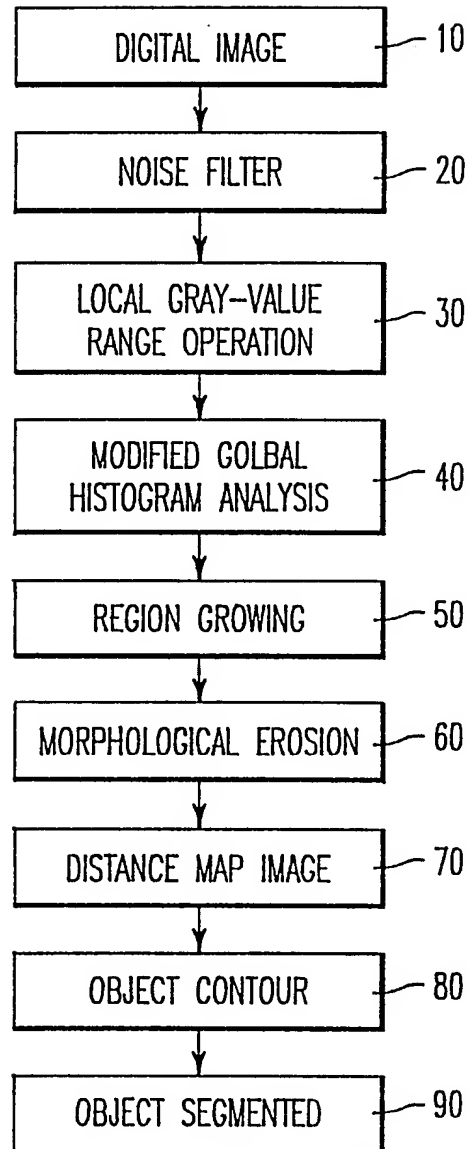 DIGITAL IMAGE
10
NOISE FILTER
20
LOCAL GRAY-VALUE
RANGE OPERATION
30
MODIFIED GOLBAL
HISTOGRAM ANALYSIS
40
REGION GROWING
50
MORPHOLOGICAL EROSION
60
DISTANCE MAP IMAGE
70
OBJECT CONTOUR
80
OBJECT SEGMENTED
90